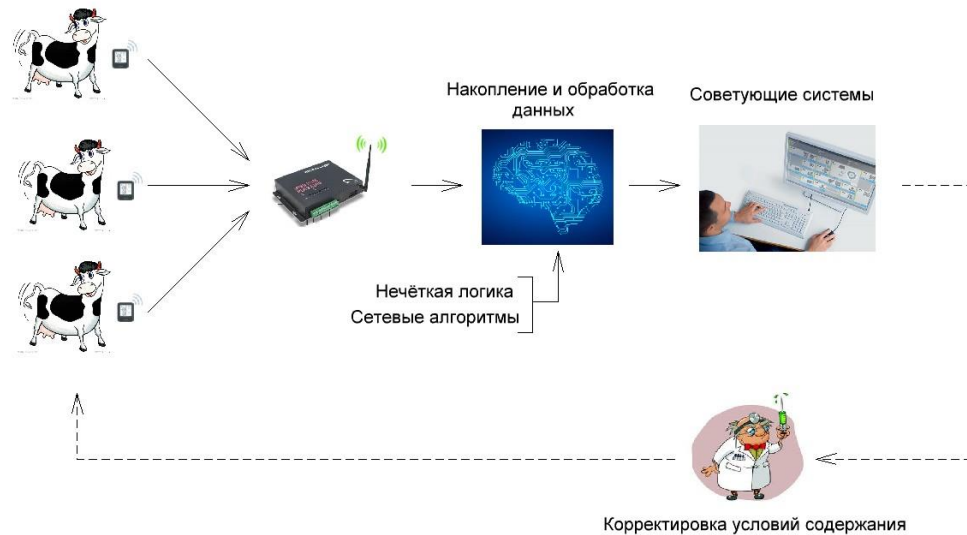 Накопление и обработка
данных
Советующие системы
Нечёткая логика
Сетевые алгоритмы
Корректировка условий содержания